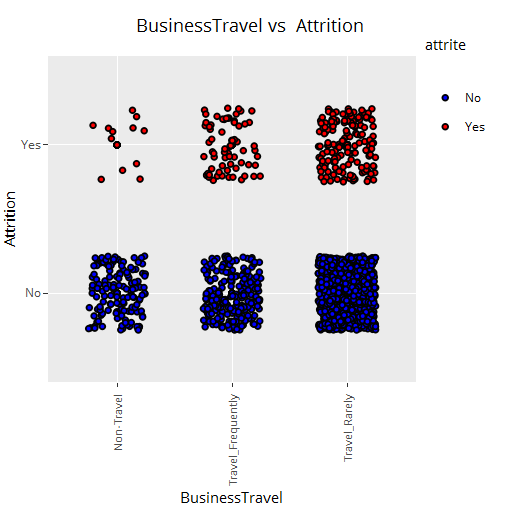 BusinessTravel vs  Attrition
attrite
No
Yes
Yes
No
Attrition
Non-Travel
Travel_Frequently
Travel_Rarely
BusinessTravel